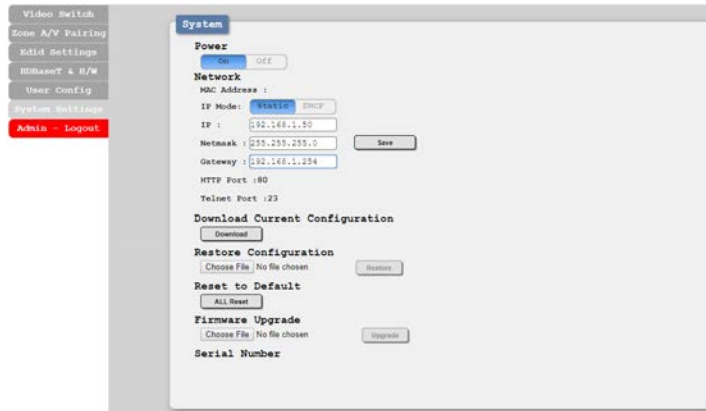 Video Switch
Zone A/V Pairing
Edid Settings
HDBaseT & H/W
User Config
System Settings
Admin - Logout
System
Power
On Off
Network
MAC Address :
IP Mode: Static DHCP
IP : 192.168.1.50
Netmask : 255.255.255.0 Save
Gateway : 192.168.1.254
HTTP Port :80
Telnet Port :23
Download Current Configuration
Download
Restore Configuration
Choose File No file chosen Restore
Reset to Default
ALL Reset
Firmware Upgrade
Choose File No file chosen Upgrade
Serial Number